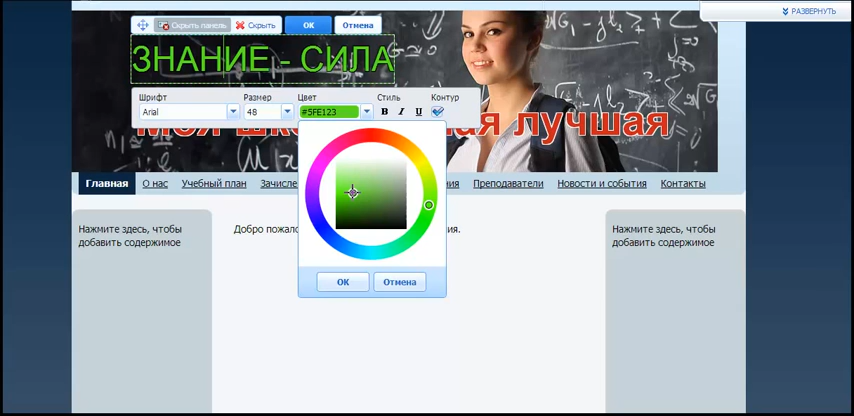 РАЗВЕРНУТЬ
Скрыть панель Скрыть ОК Отмена
ЗНАНИЕ - СИЛА
Шрифт Размер Цвет Стиль Контур
Arial 48 #5FE123 B I U
лучшая
Главная О нас Учебный план Преподаватели Новости и события Контакты
Нажмите здесь, чтобы
добавить содержимое
Добро
Нажмите здесь, чтобы
добавить содержимое
ОК Отмена